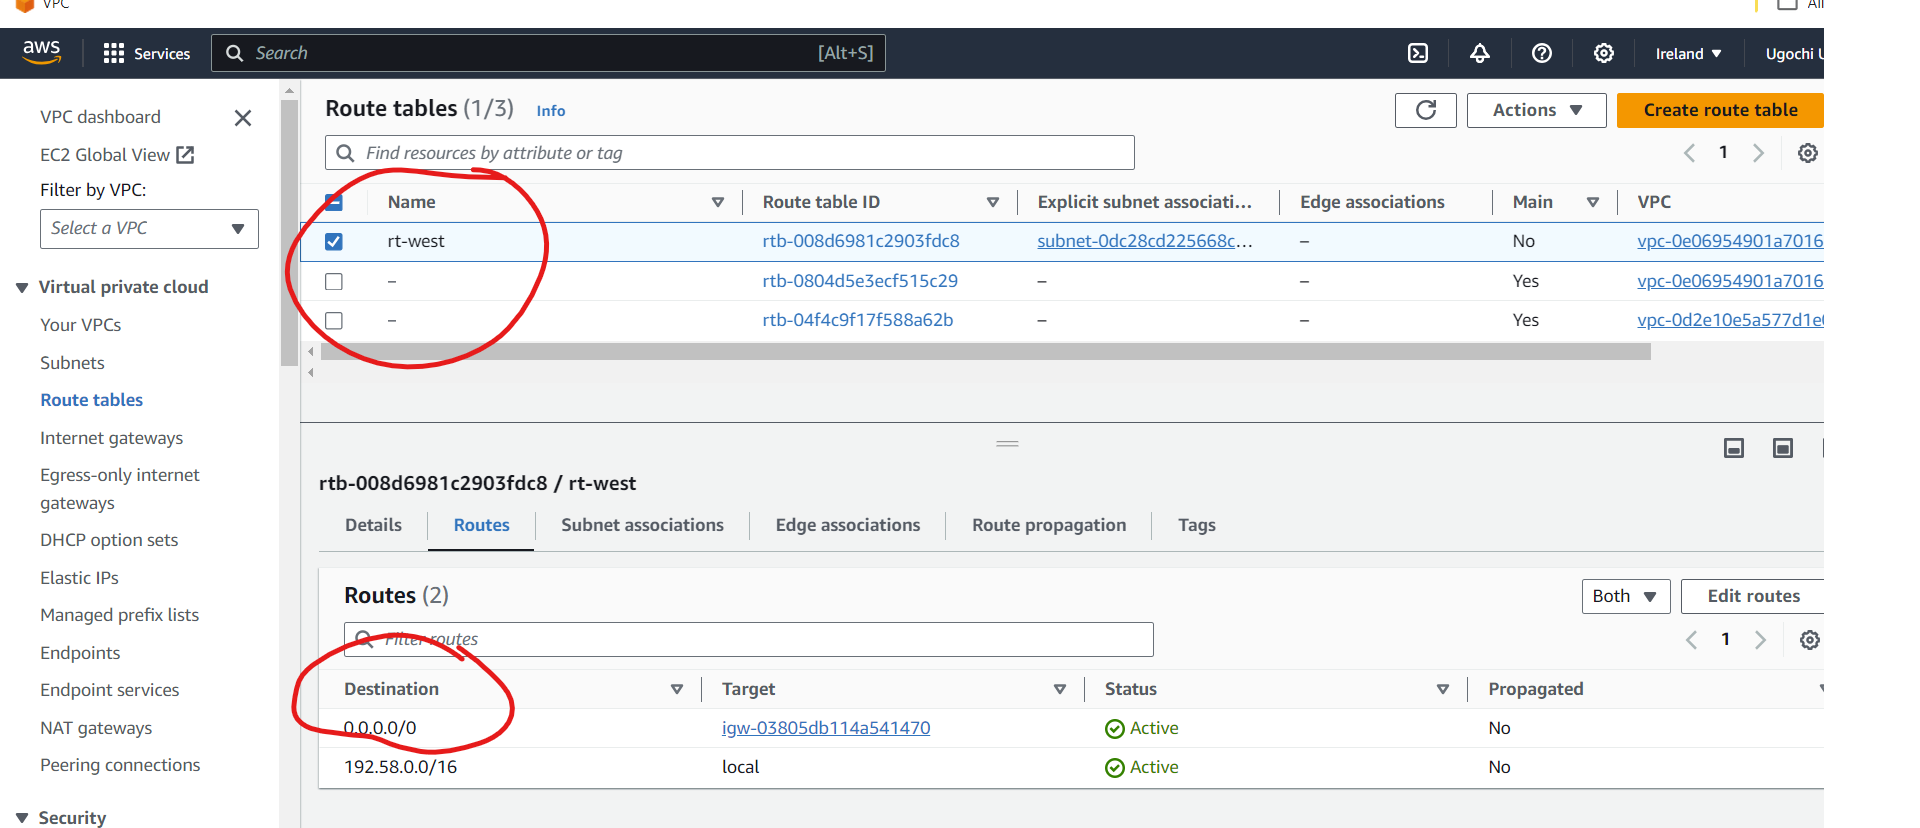 VPC
aws Services Search [Alt+S] Ireland Ugochi
VPC dashboard
EC2 Global View
Filter by VPC:
Select a VPC
Virtual private cloud
Your VPCs
Subnets
Route tables
Internet gateways
Egress-only internet
gateways
DHCP option sets
Elastic IPs
Managed prefix lists
Endpoints
Endpoint services
NAT gateways
Peering connections
Security
Route tables (1/3) Info Actions Create route table
Find resources by attribute or tag 1
Name Route table ID Explicit subnet associati... Edge associations Main VPC
rt-west rtb-008d6981c2903fdc8 subnet-0dc28cd225668c... – No vpc-0e06954901a7016
– rtb-0804d5e3ecf515c29 – – Yes vpc-0e06954901a7016
– rtb-04f4c9f17f588a62b – – Yes vpc-0d2e10e5a577d1e
rtb-008d6981c2903fdc8 / rt-west
Details Routes Subnet associations Edge associations Route propagation Tags
Routes (2) Both Edit routes
Filter routes 1
Destination Target Status Propagated
0.0.0.0/0 igw-03805db114a541470 Active No
192.58.0.0/16 local Active No